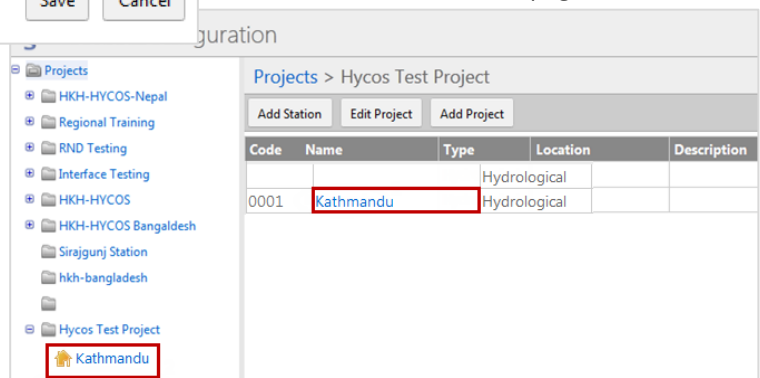 Save Cancel
guration
Projects
HKH-HYCOS-Nepal
Regional Training
RND Testing
Interface Testing
HKH-HYCOS
HKH-HYCOS Bangaldesh
Sirajgunj Station
hkh-bangladesh
Hycos Test Project
Kathmandu
Projects > Hycos Test Project
Add Station Edit Project Add Project
Code Name Type Location Description
Hydrological
0001 Kathmandu Hydrological